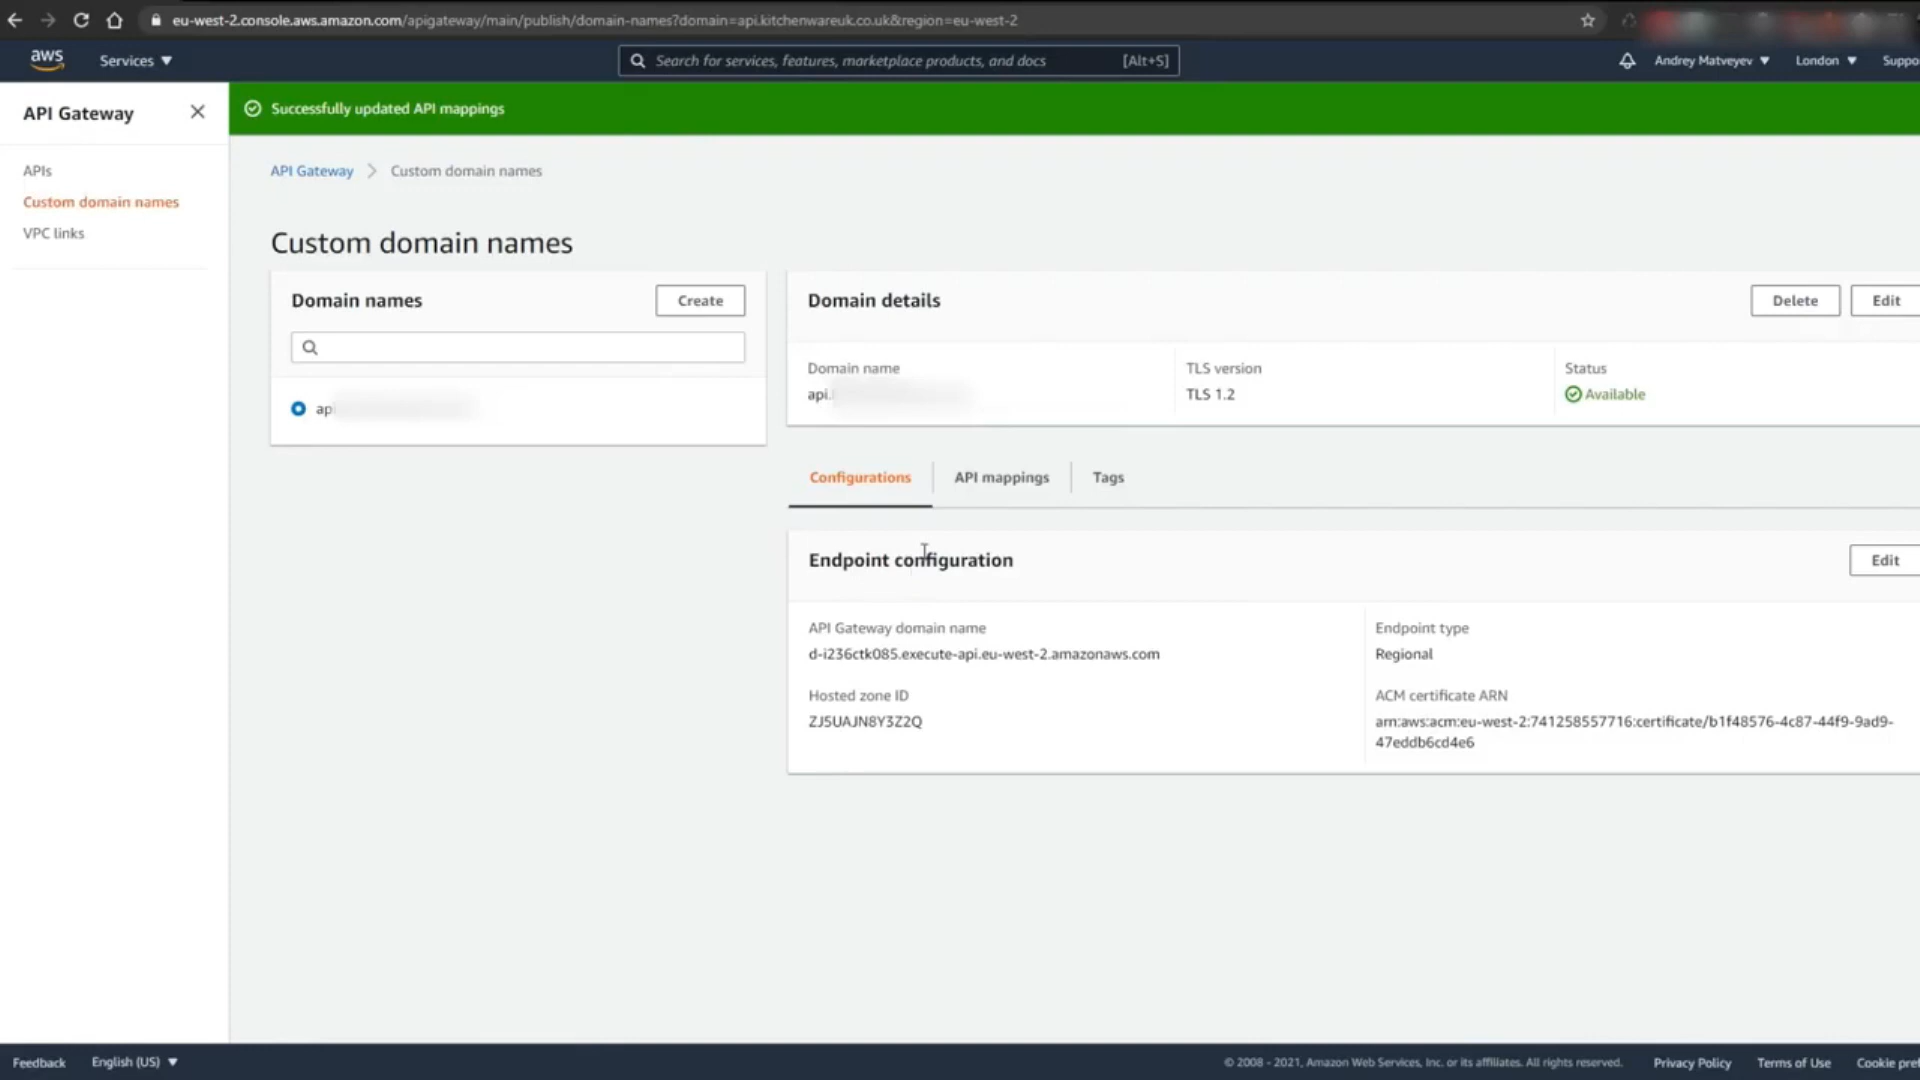 eu-west-2.console.aws.amazon.com/apigateway/main/publish/domain-names?domain=api.kitchenwareuk.co.uk&region=eu-west-2
aws
Services ▼
Search for services, features, marketplace products, and docs
[Alt+S]
Andrey Matveyev ▼
London ▼
Suppo
API Gateway
Successfully updated API mappings
APIs
Custom domain names
VPC links
API Gateway > Custom domain names
Custom domain names
Domain names
Create
api
Domain details
Delete
Edit
Domain name
api.
TLS version
TLS 1.2
Status
Available
Configurations
API mappings
Tags
Endpoint configuration
Edit
API Gateway domain name
d-i236ctk085.execute-api.eu-west-2.amazonaws.com
Endpoint type
Regional
Hosted zone ID
ZJ5UAJN8Y3Z2Q
ACM certificate ARN
arn:aws:acm:eu-west-2:741258557716:certificate/b1f48576-4c87-44f9-9ad9-
47eddb6cd4e6
Feedback
English (US) ▼
© 2008 - 2021, Amazon Web Services, Inc. or its affiliates. All rights reserved.
Privacy Policy
Terms of Use
Cookie pref